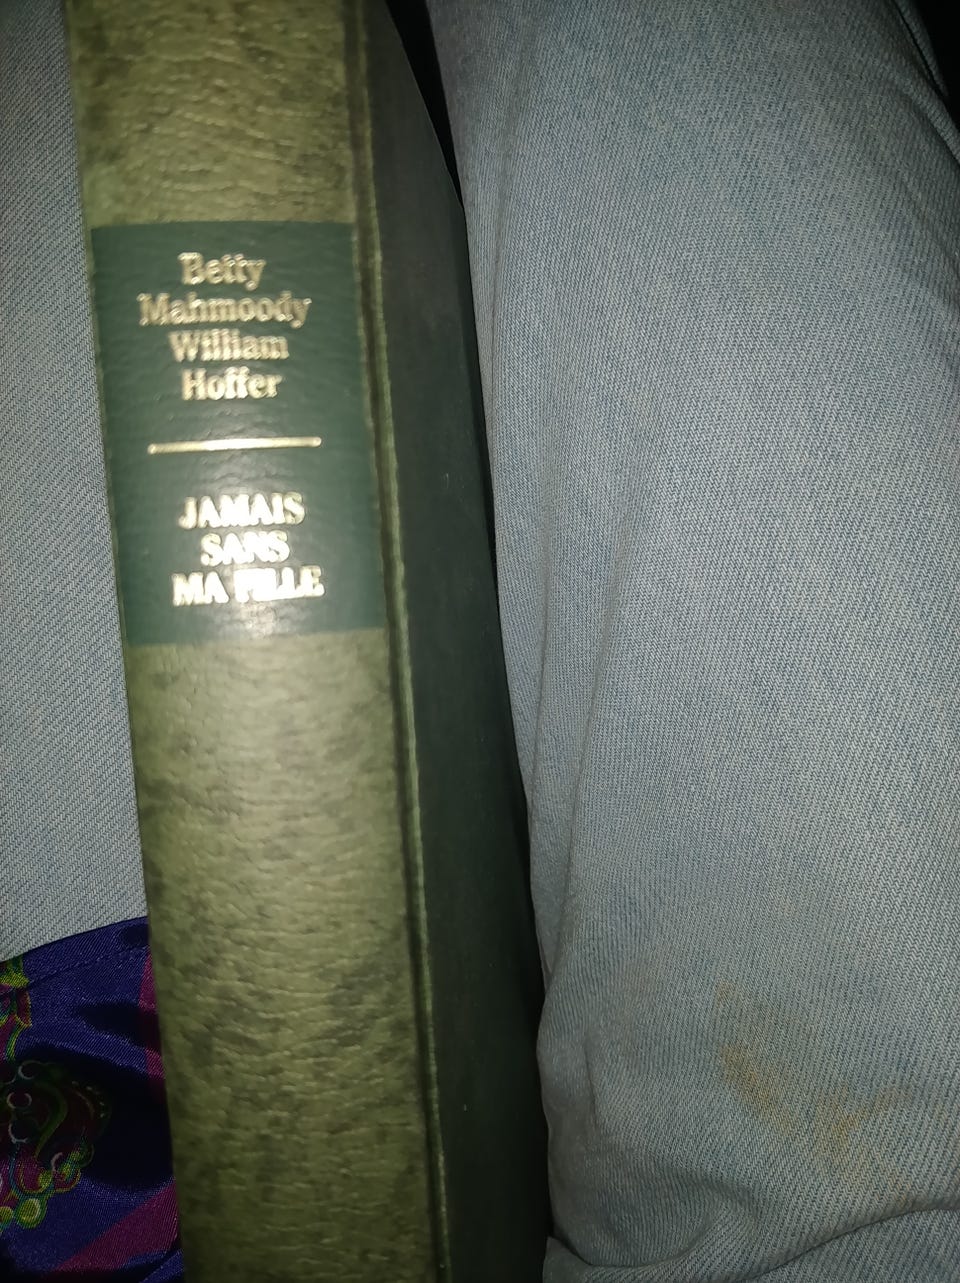 Betty
Mahmoody
William
Hoffer
JAMAIS
SANS
MA FILLE